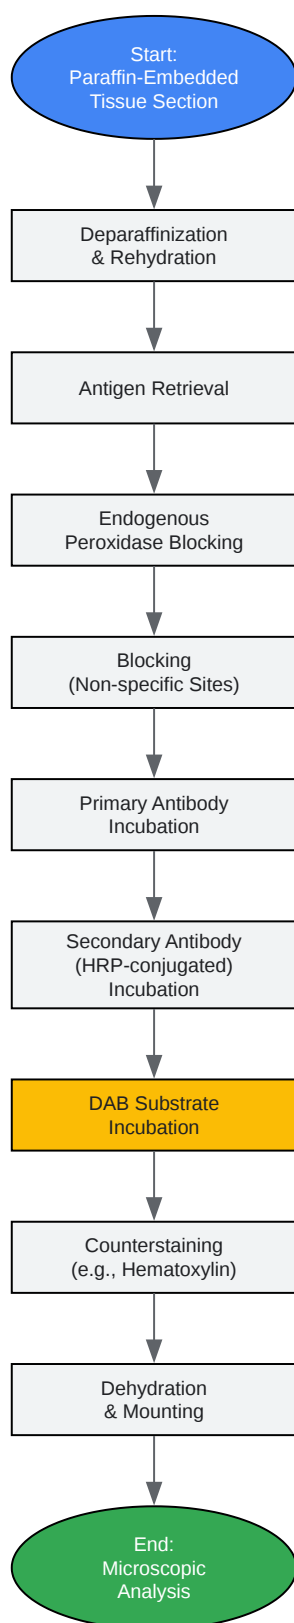 Start:
Paraffin-Embedded
Tissue Section
Deparaffinization
& Rehydration
Antigen Retrieval
Endogenous
Peroxidase Blocking
Blocking
(Non-specific Sites)
Primary Antibody
Incubation
Secondary Antibody
(HRP-conjugated)
Incubation
DAB Substrate
Incubation
Counterstaining
(e.g., Hematoxylin)
Dehydration
& Mounting
End:
Microscopic
Analysis